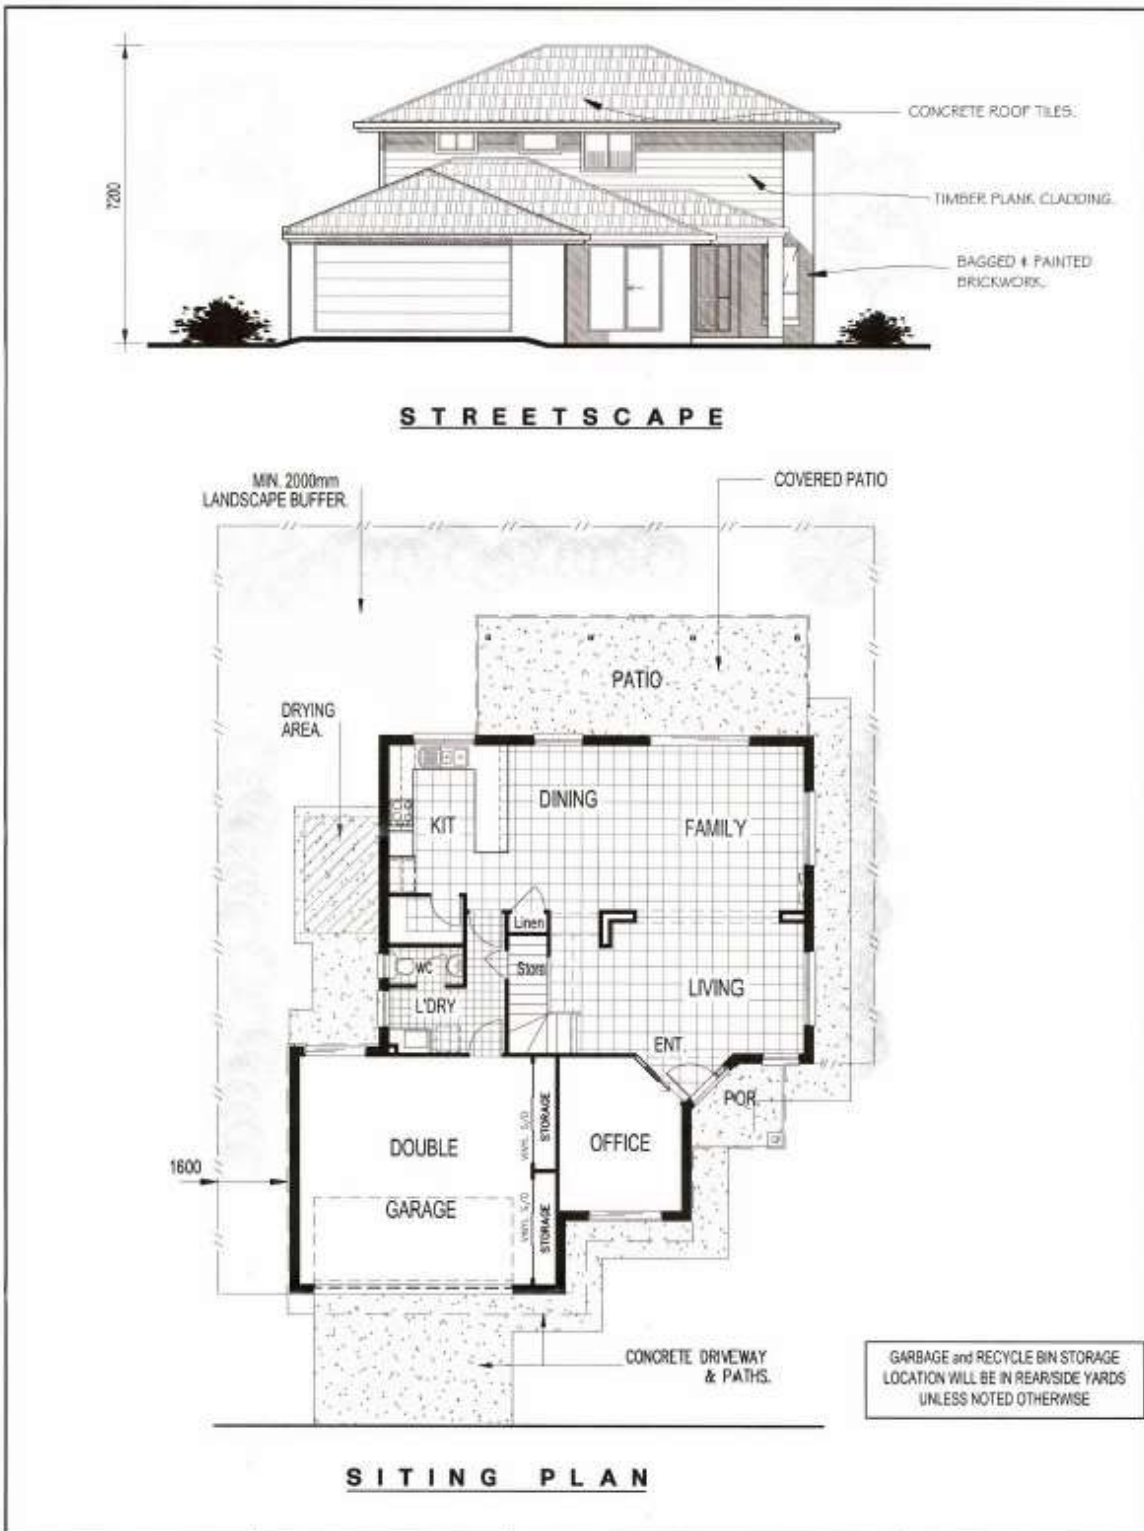 CONCRETE ROOF TILES.
7200
TIMBER PLANK CLADDING.
BAGGED & PAINTED
BRICKWORK.
STREETSCAPE
MIN. 2000mm
LANDSCAPE BUFFER.
COVERED PATIO
PATIO
DRYING
AREA.
DINING
KIT
FAMILY
Linen
WC
Store
L'DRY
LIVING
ENT.
POR.
DOUBLE
GARAGE
VINYL S/D
STORAGE
VINYL S/D
STORAGE
OFFICE
1600
CONCRETE DRIVEWAY
& PATHS.
GARBAGE and RECYCLE BIN STORAGE
LOCATION WILL BE IN REAR/SIDE YARDS
UNLESS NOTED OTHERWISE
SITING PLAN